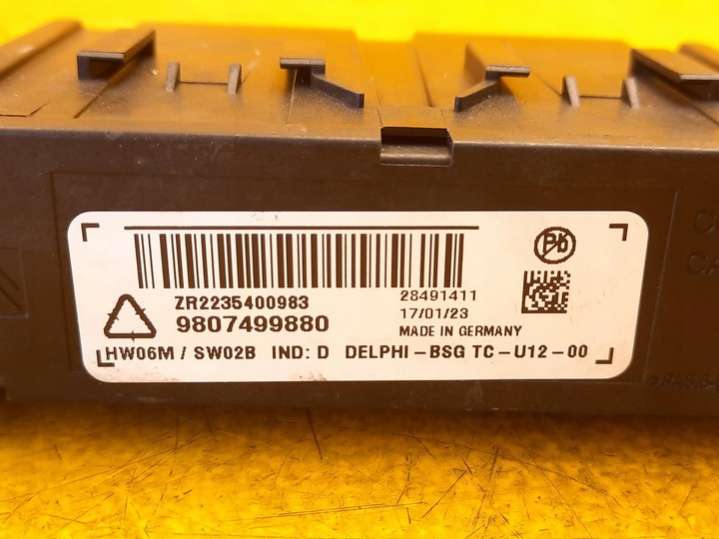 Pb
ZR2235400983
28491411
9807499880
17/01/23
MADE IN GERMANY
HW06M / SW02B IND: D DELPHI-BSG TC-U12-00